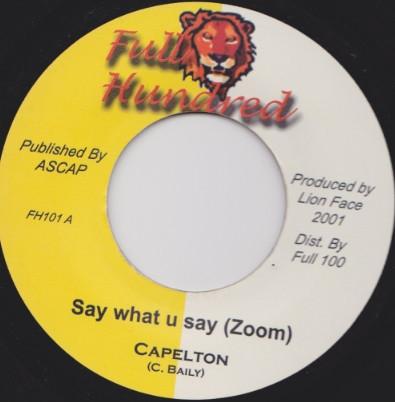 Full
Hundred
Published By
ASCAP
FH101 A
Produced by
Lion Face
2001
Dist. By
Full 100
Say what u say (Zoom)
CAPELTON
(C. BAILY)